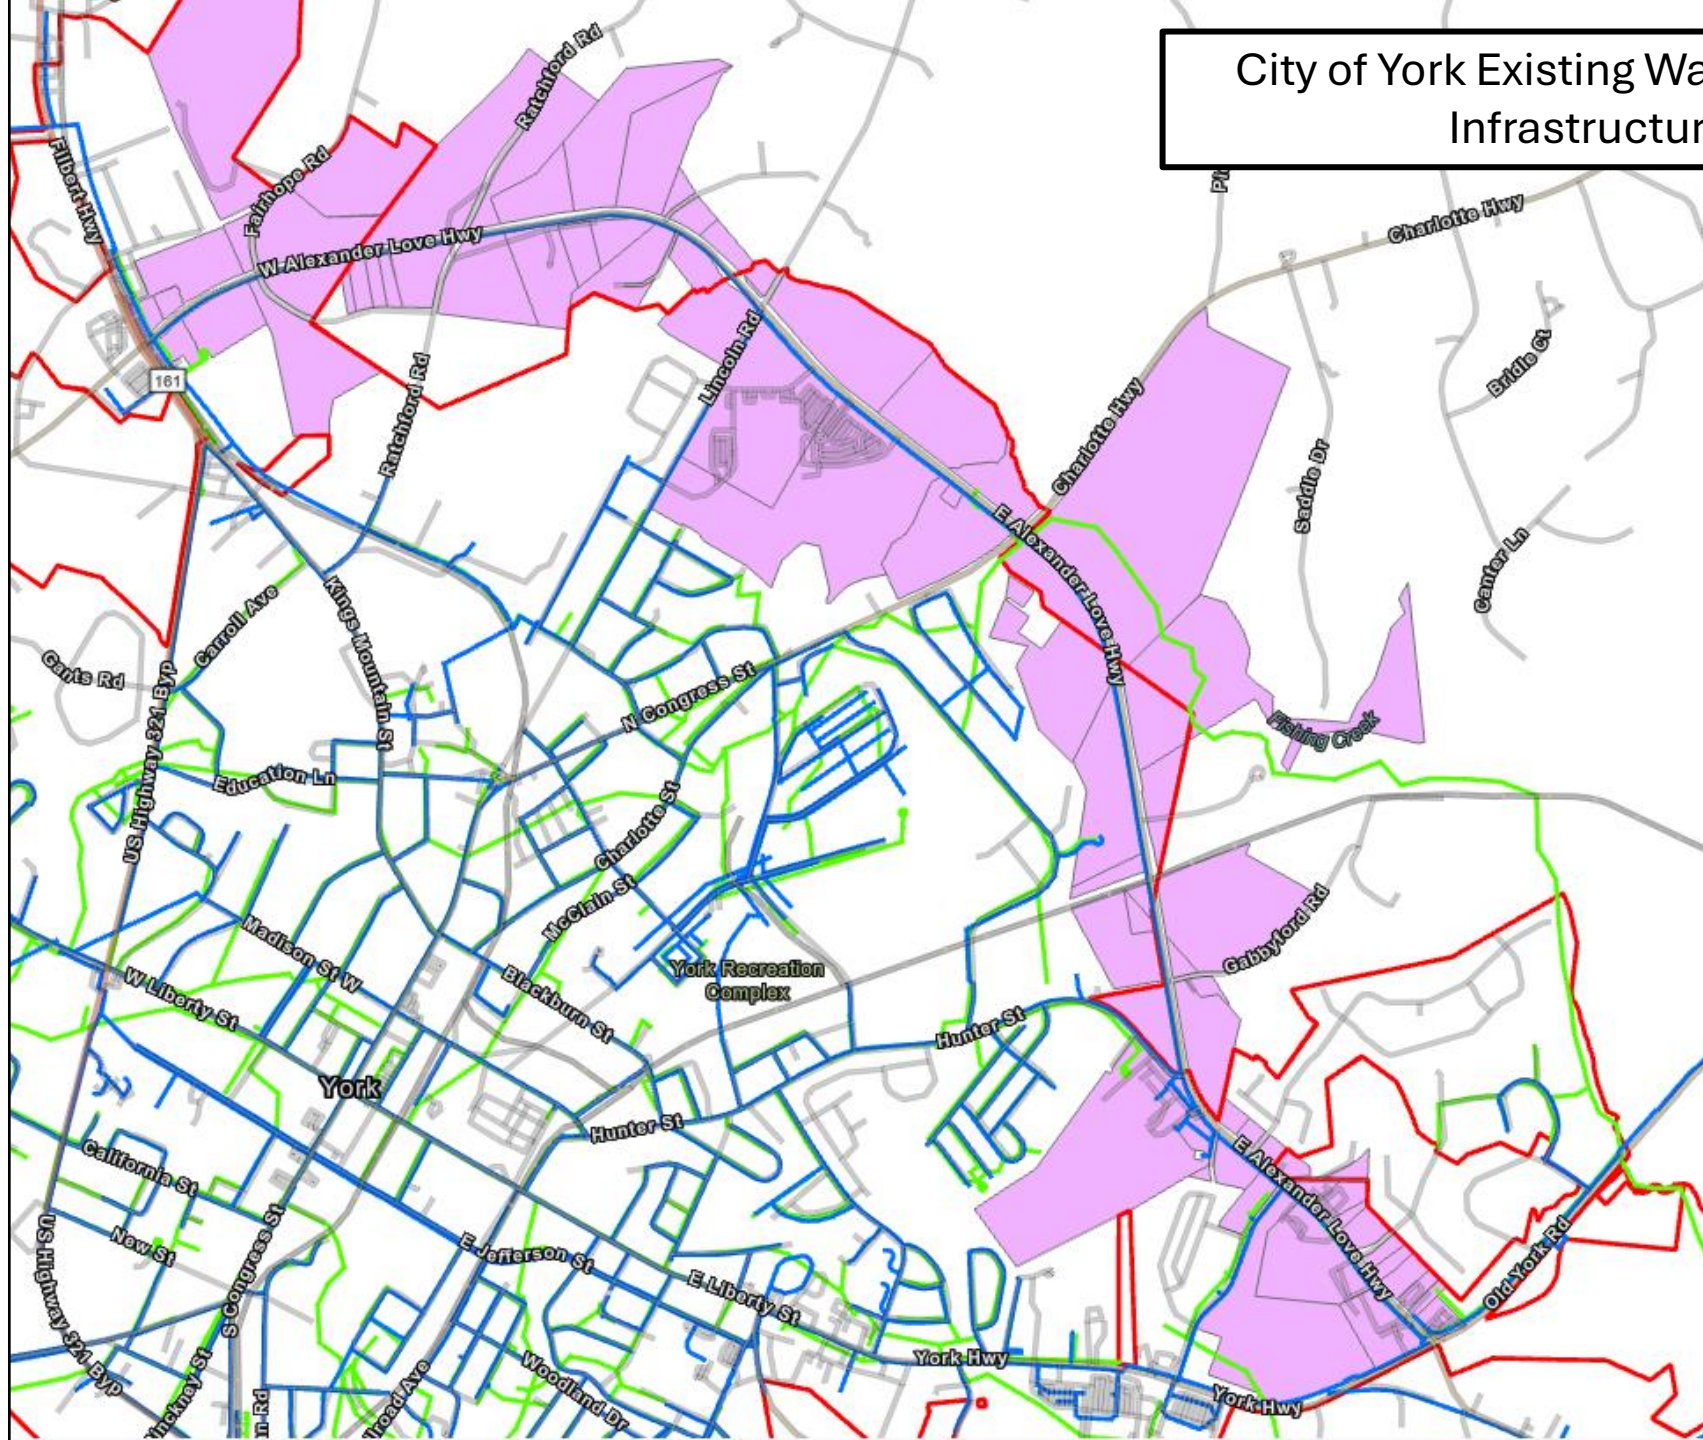 City of York Existing Wa
Infrastructur
Ratchford Rd
Filbert Hwy
Fairhope Rd
W Alexander Love Hwy
Charlotte Hwy
161
Ratchford Rd
Lincoln Rd
Charlotte Hwy
Bridle Ct
Saddle Dr
Canter Ln
E Alexander Love Hwy
Carroll Ave
Kings Mountain St
Gants Rd
N Congress St
Fishing Creek
US Highway 321 Byp
Education Ln
Charlotte St
McClain St
Gabbyford Rd
Madison St W
W Liberty St
Blackburn St
York Recreation
Complex
Hunter St
York
Hunter St
California St
New St
S Congress St
E Jefferson St
E Liberty St
E Alexander Love Hwy
Old York Rd
US Highway 321 Byp
Woodland Dr
York Hwy
York Hwy
inckney St
n Rd
lroad Ave